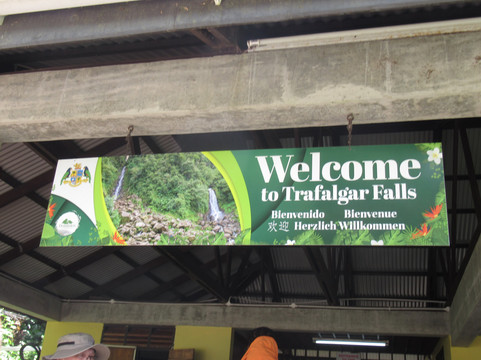 Welcome
to Trafalgar Falls
Bienvenido Bienvenue
欢迎 Herzlich Willkommen